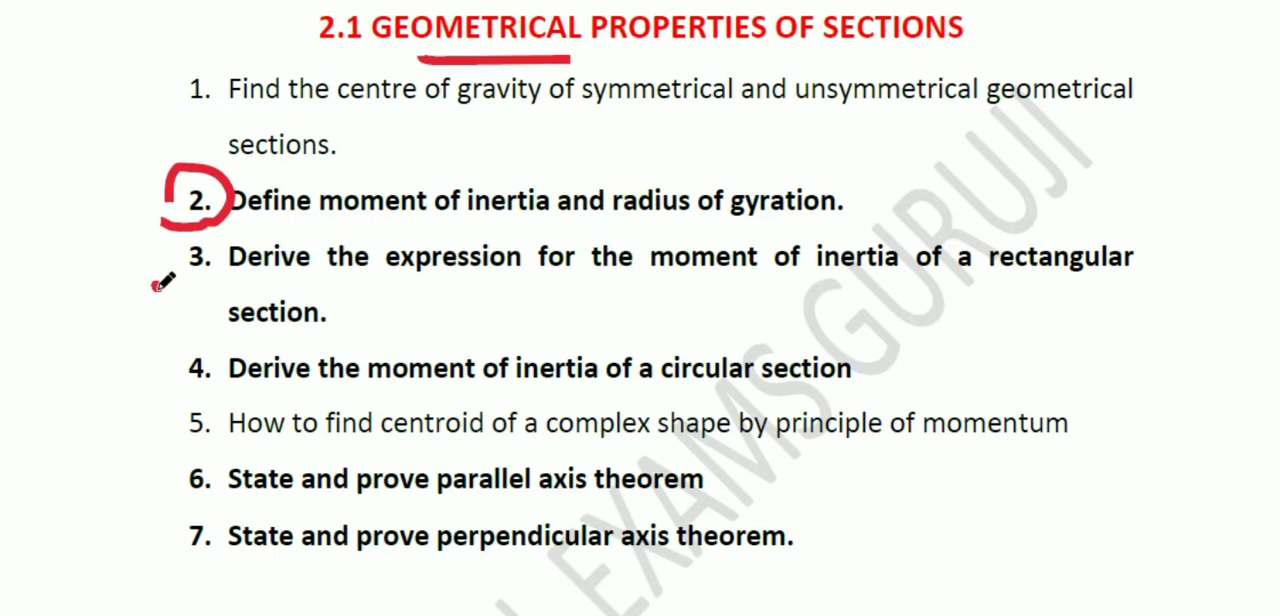 2.1 GEOMETRICAL PROPERTIES OF SECTIONS
1. Find the centre of gravity of symmetrical and unsymmetrical geometrical
sections.
2. Define moment of inertia and radius of gyration.
3. Derive the expression for the moment of inertia of a rectangular
section.
4. Derive the moment of inertia of a circular section
5. How to find centroid of a complex shape by principle of momentum
6. State and prove parallel axis theorem
7. State and prove perpendicular axis theorem.
EXAMS GURUJI